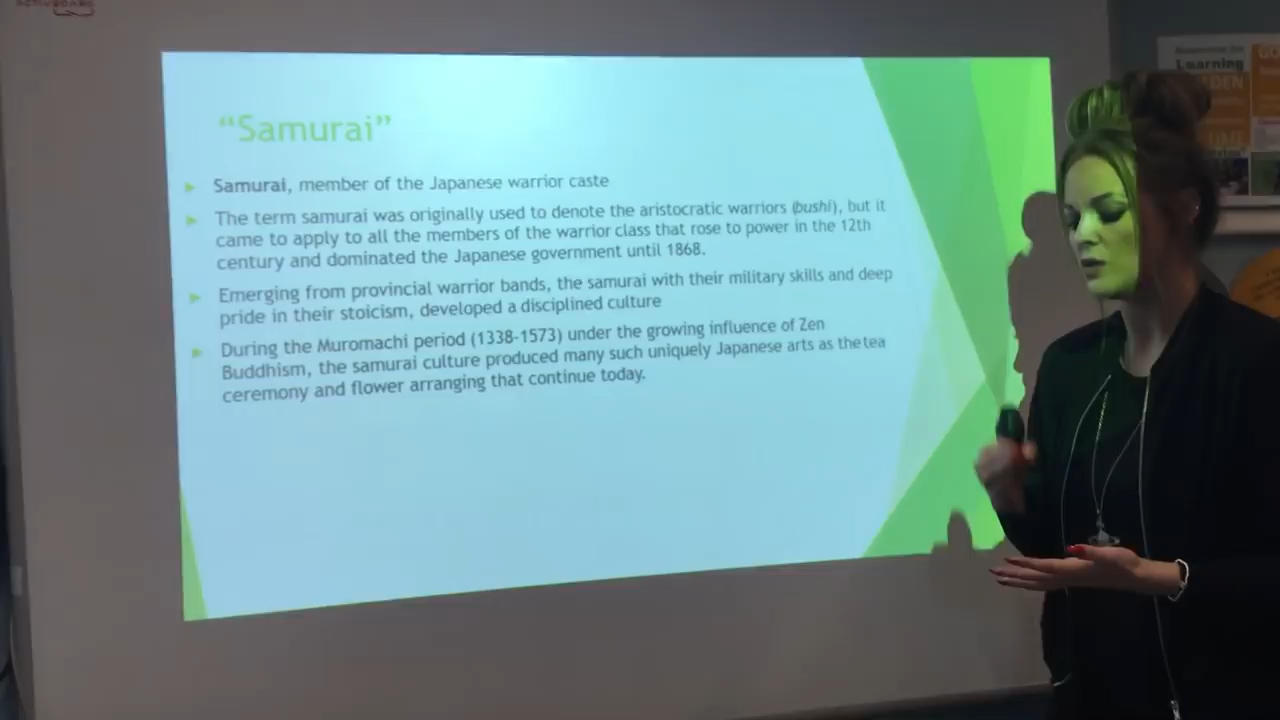 ACTIVBOARD
“Samurai”
Samurai, member of the Japanese warrior caste
The term samurai was originally used to denote the aristocratic warriors (bushi), but it
came to apply to all the members of the warrior class that rose to power in the 12th
century and dominated the Japanese government until 1868.
Emerging from provincial warrior bands, the samurai with their military skills and deep
pride in their stoicism, developed a disciplined culture
During the Muromachi period (1338-1573) under the growing influence of Zen
Buddhism, the samurai culture produced many such uniquely Japanese arts as the tea
ceremony and flower arranging that continue today.
Learning